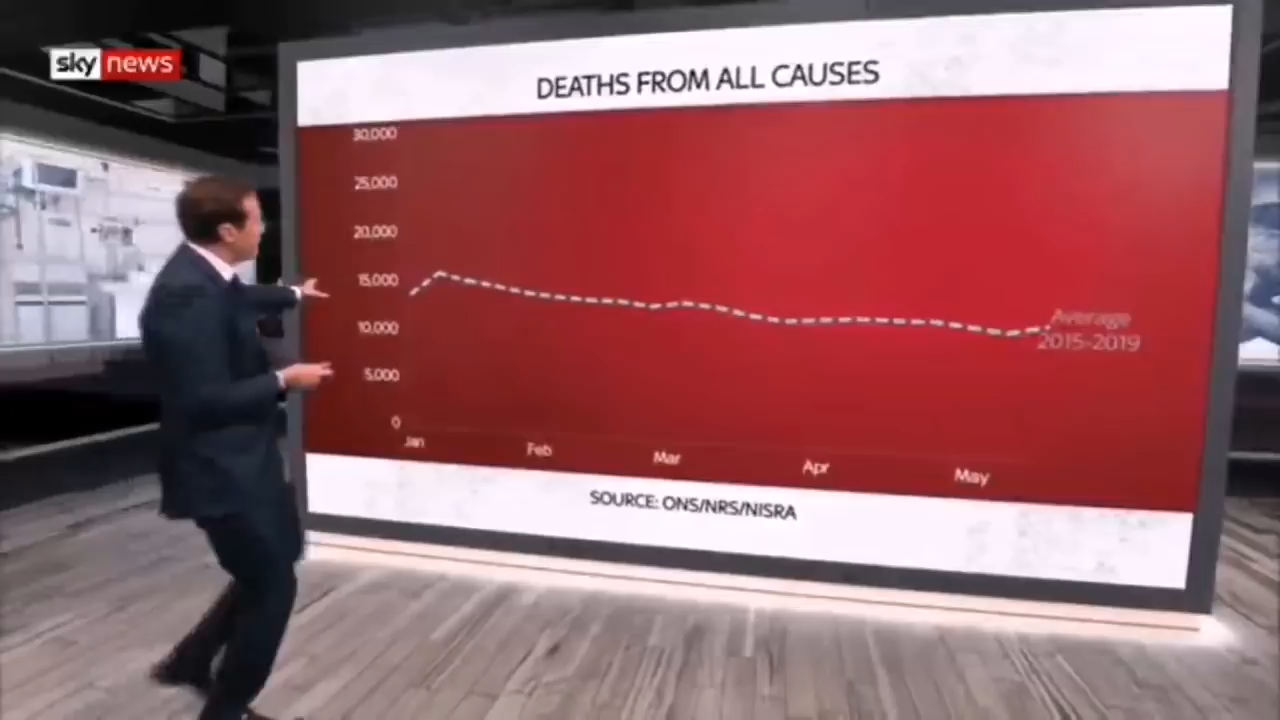 sky news
DEATHS FROM ALL CAUSES
30,000
25,000
20,000
15,000
10,000
5,000
0
Jan
Feb
Mar
Apr
May
Average
2015-2019
SOURCE: ONS/NRS/NISRA